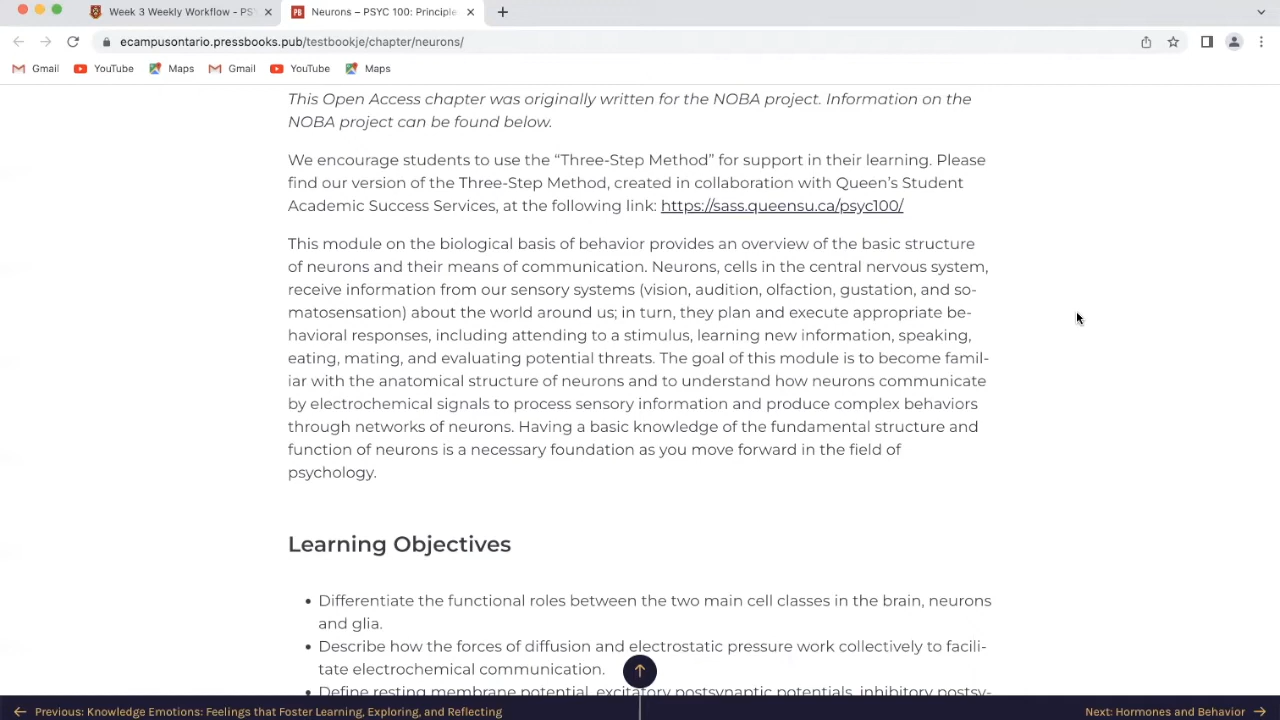 Week 3 Weekly Workflow - PSY
Neurons – PSYC 100: Principle
ecampusontario.pressbooks.pub/testbookje/chapter/neurons/
Gmail YouTube Maps Gmail YouTube Maps
This Open Access chapter was originally written for the NOBA project. Information on the
NOBA project can be found below.
We encourage students to use the “Three-Step Method” for support in their learning. Please
find our version of the Three-Step Method, created in collaboration with Queen’s Student
Academic Success Services, at the following link: https://sass.queensu.ca/psyc100/
This module on the biological basis of behavior provides an overview of the basic structure
of neurons and their means of communication. Neurons, cells in the central nervous system,
receive information from our sensory systems (vision, audition, olfaction, gustation, and so-
matosensation) about the world around us; in turn, they plan and execute appropriate be-
havioral responses, including attending to a stimulus, learning new information, speaking,
eating, mating, and evaluating potential threats. The goal of this module is to become famil-
iar with the anatomical structure of neurons and to understand how neurons communicate
by electrochemical signals to process sensory information and produce complex behaviors
through networks of neurons. Having a basic knowledge of the fundamental structure and
function of neurons is a necessary foundation as you move forward in the field of
psychology.
Learning Objectives
• Differentiate the functional roles between the two main cell classes in the brain, neurons
and glia.
• Describe how the forces of diffusion and electrostatic pressure work collectively to facili-
tate electrochemical communication.
• Define resting membrane potential, excitatory postsynaptic potentials, inhibitory postsy-
← Previous: Knowledge Emotions: Feelings that Foster Learning, Exploring, and Reflecting
Next: Hormones and Behavior →